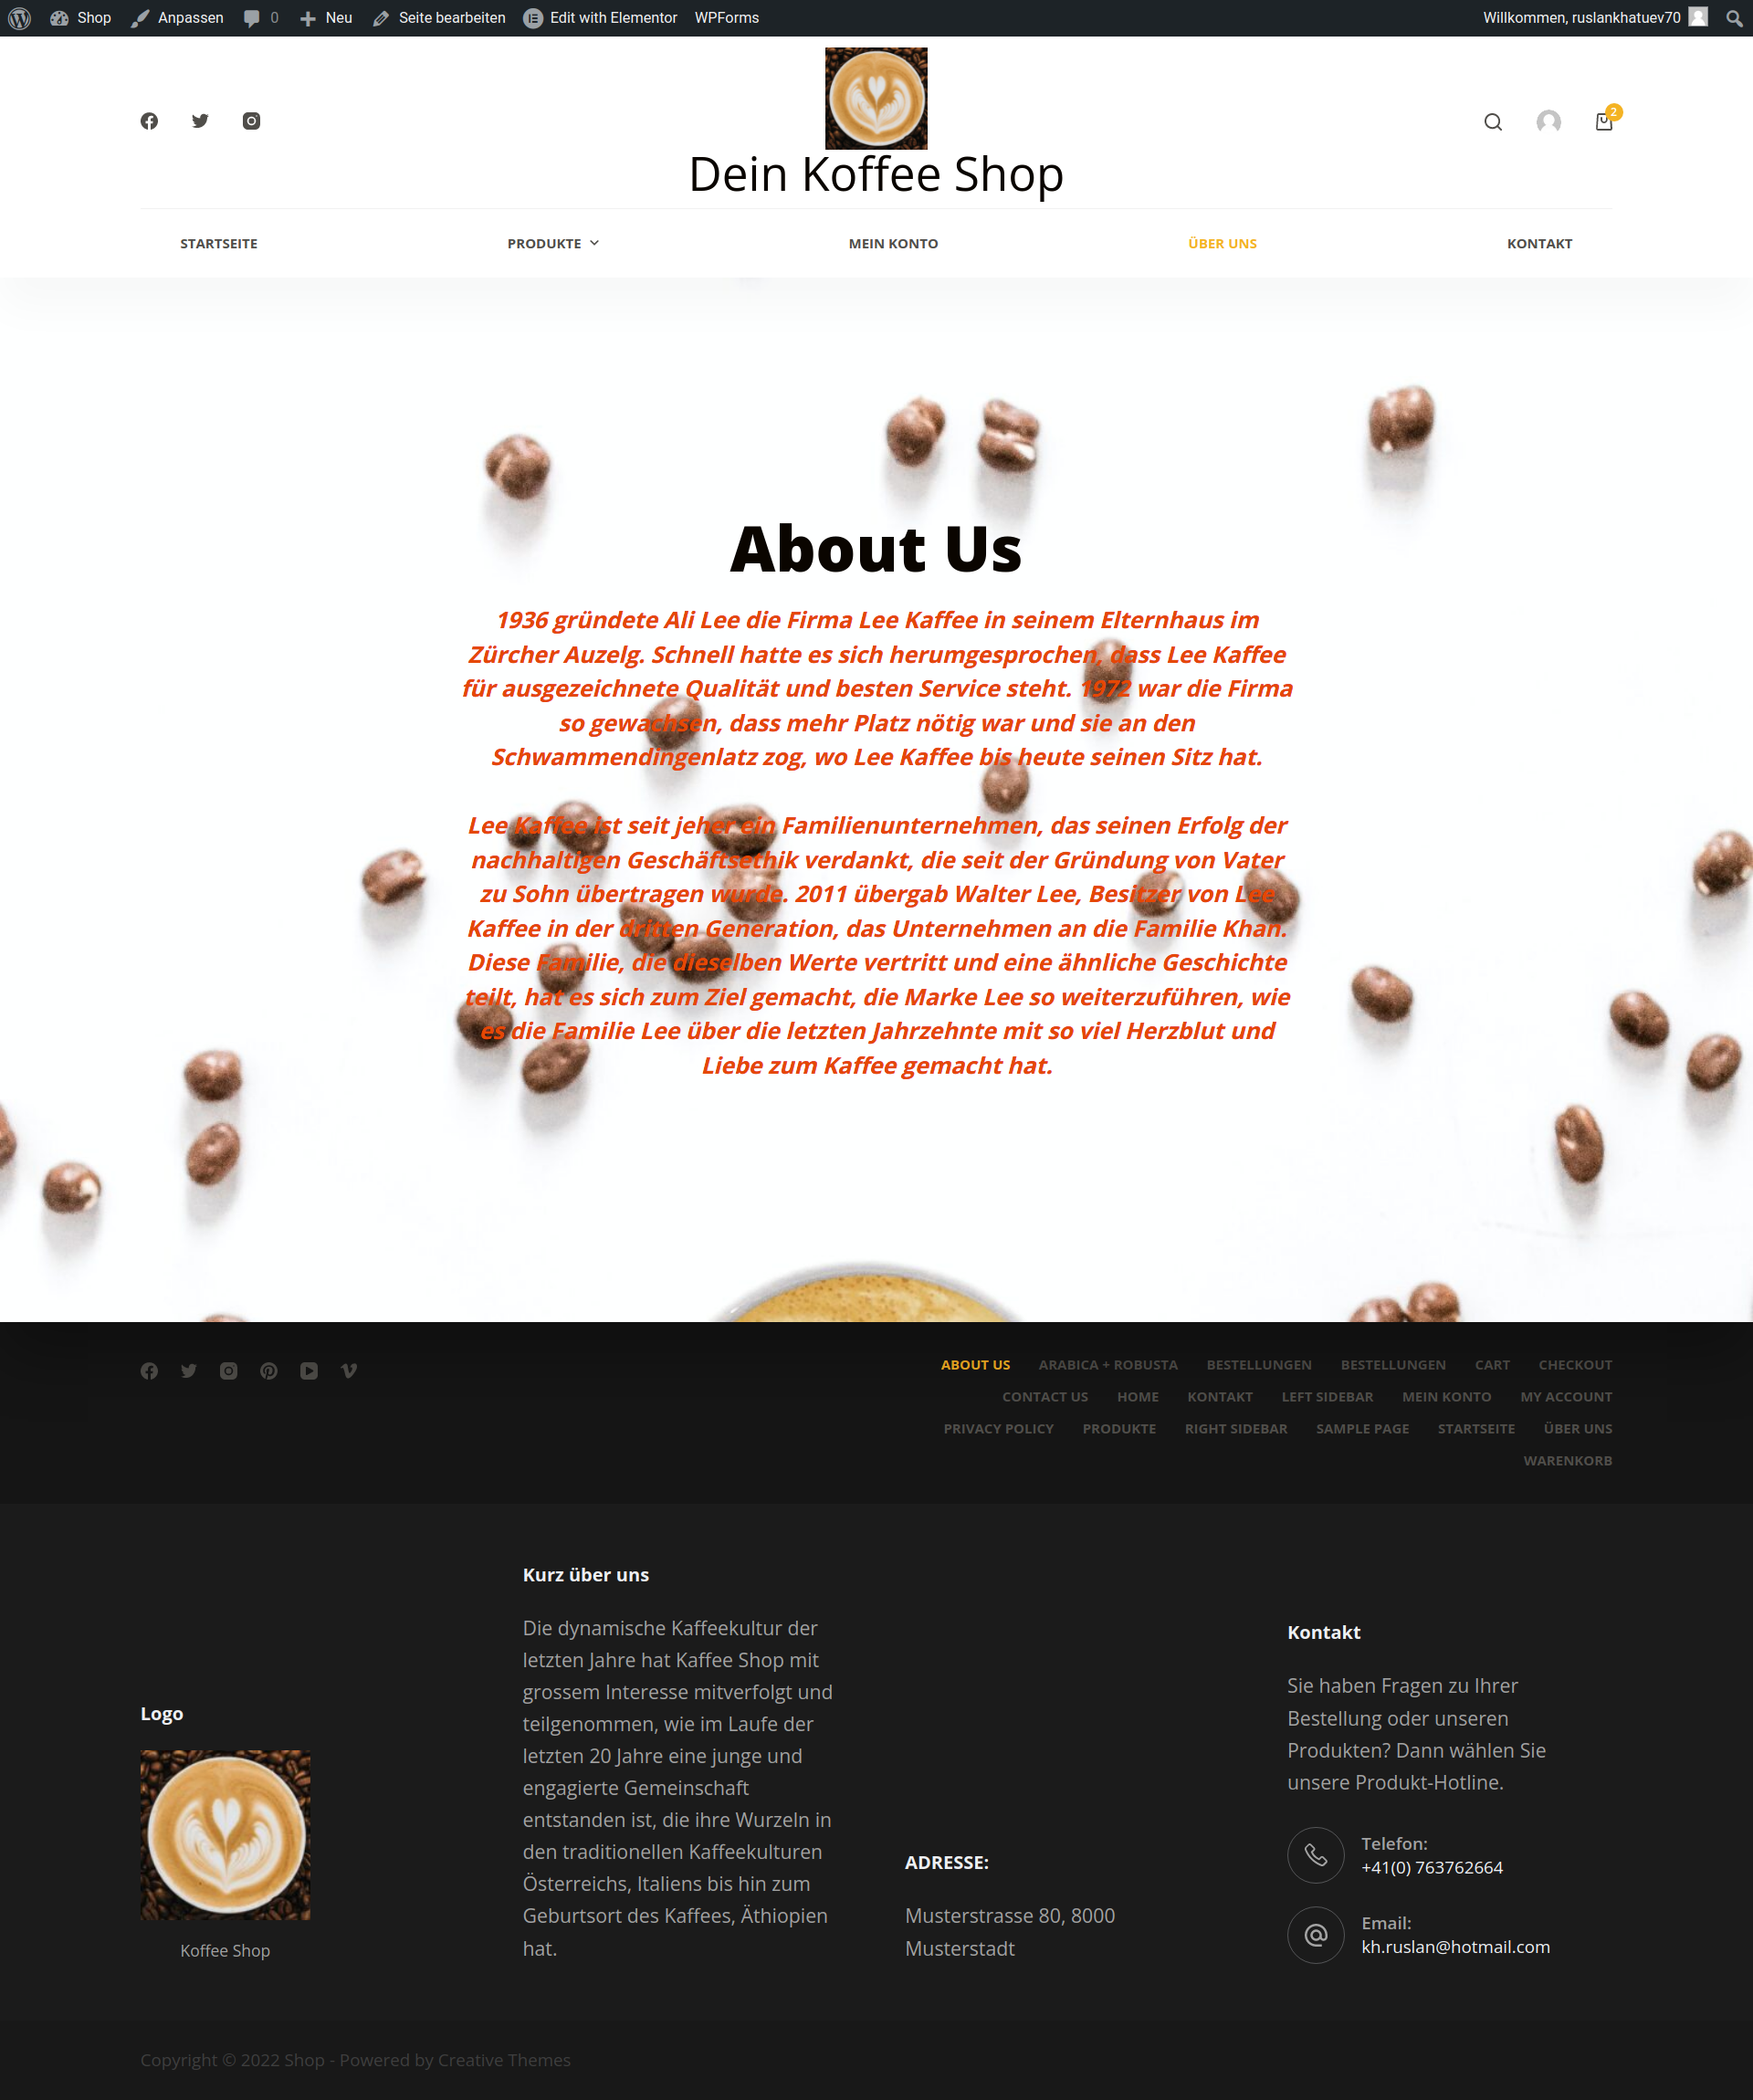 Shop Anpassen 0 Neu Seite bearbeiten Edit with Elementor WPForms Willkommen, ruslankhatuev70
2
Dein Koffee Shop
STARTSEITE PRODUKTE MEIN KONTO ÜBER UNS KONTAKT
About Us
1936 gründete Ali Lee die Firma Lee Kaffee in seinem Elternhaus im
Zürcher Auzelg. Schnell hatte es sich herumgesprochen, dass Lee Kaffee
für ausgezeichnete Qualität und besten Service steht. 1972 war die Firma
so gewachsen, dass mehr Platz nötig war und sie an den
Schwammendingenlatz zog, wo Lee Kaffee bis heute seinen Sitz hat.
Lee Kaffee ist seit jeher ein Familienunternehmen, das seinen Erfolg der
nachhaltigen Geschäftsethik verdankt, die seit der Gründung von Vater
zu Sohn übertragen wurde. 2011 übergab Walter Lee, Besitzer von Lee
Kaffee in der dritten Generation, das Unternehmen an die Familie Khan.
Diese Familie, die dieselben Werte vertritt und eine ähnliche Geschichte
teilt, hat es sich zum Ziel gemacht, die Marke Lee so weiterzuführen, wie
es die Familie Lee über die letzten Jahrzehnte mit so viel Herzblut und
Liebe zum Kaffee gemacht hat.
ABOUT US ARABICA + ROBUSTA BESTELLUNGEN BESTELLUNGEN CART CHECKOUT
CONTACT US HOME KONTAKT LEFT SIDEBAR MEIN KONTO MY ACCOUNT
PRIVACY POLICY PRODUKTE RIGHT SIDEBAR SAMPLE PAGE STARTSEITE ÜBER UNS
WARENKORB
Logo
Koffee Shop
Kurz über uns
Die dynamische Kaffeekultur der
letzten Jahre hat Kaffee Shop mit
grossem Interesse mitverfolgt und
teilgenommen, wie im Laufe der
letzten 20 Jahre eine junge und
engagierte Gemeinschaft
entstanden ist, die ihre Wurzeln in
den traditionellen Kaffeekulturen
Österreichs, Italiens bis hin zum
Geburtsort des Kaffees, Äthiopien
hat.
ADRESSE:
Musterstrasse 80, 8000
Musterstadt
Kontakt
Sie haben Fragen zu Ihrer
Bestellung oder unseren
Produkten? Dann wählen Sie
unsere Produkt-Hotline.
Telefon:
+41(0) 763762664
Email:
kh.ruslan@hotmail.com
Copyright © 2022 Shop - Powered by Creative Themes